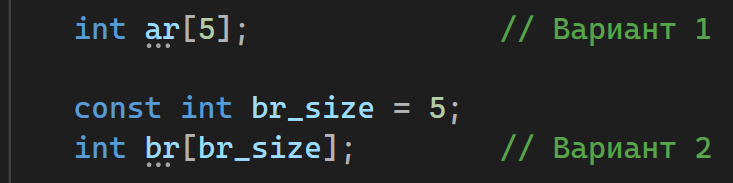 int ar[5]; // Вариант 1
const int br_size = 5;
int br[br_size]; // Вариант 2